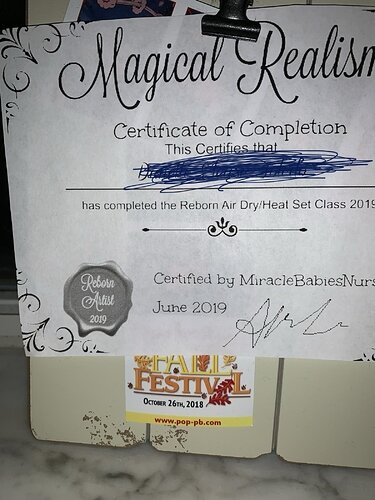 Magical Realism
Certificate of Completion
This Certifies that
has completed the Reborn Air Dry/Heat Set Class 2019
Certified by MiracleBabiesNurs
June 2019
Reborn
Artist
2019
FALL
FESTIVAL
OCTOBER 26TH, 2018
www.pop-pb.com